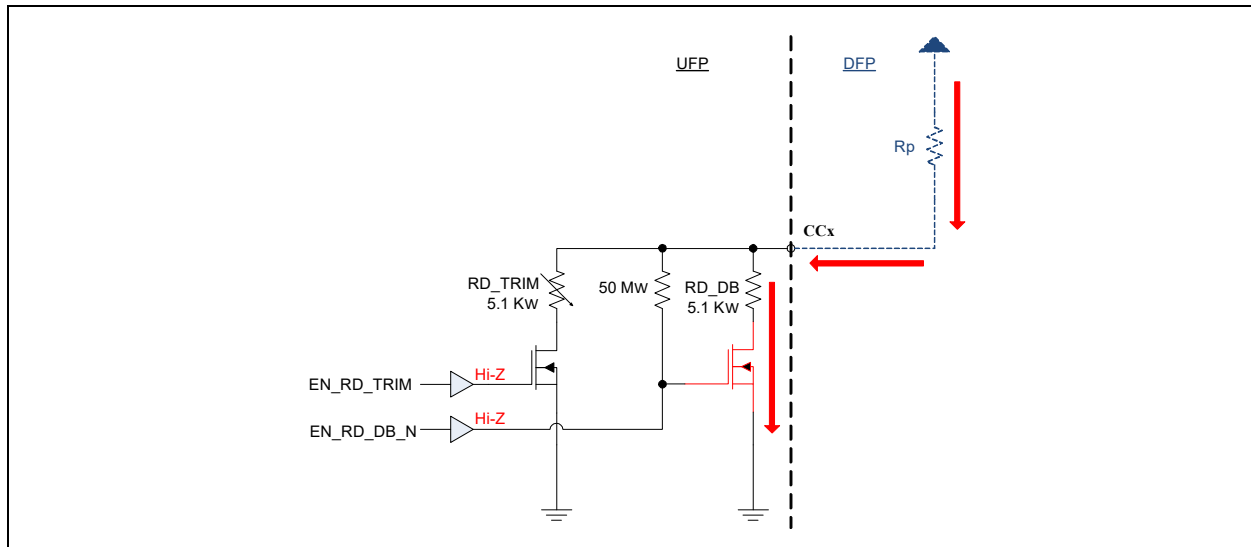 UFP
DFP
Rp
CCx
RD_TRIM
5.1 Kw
50 Mw
RD_DB
5.1 Kw
EN_RD_TRIM
Hi-Z
EN_RD_DB_N
Hi-Z